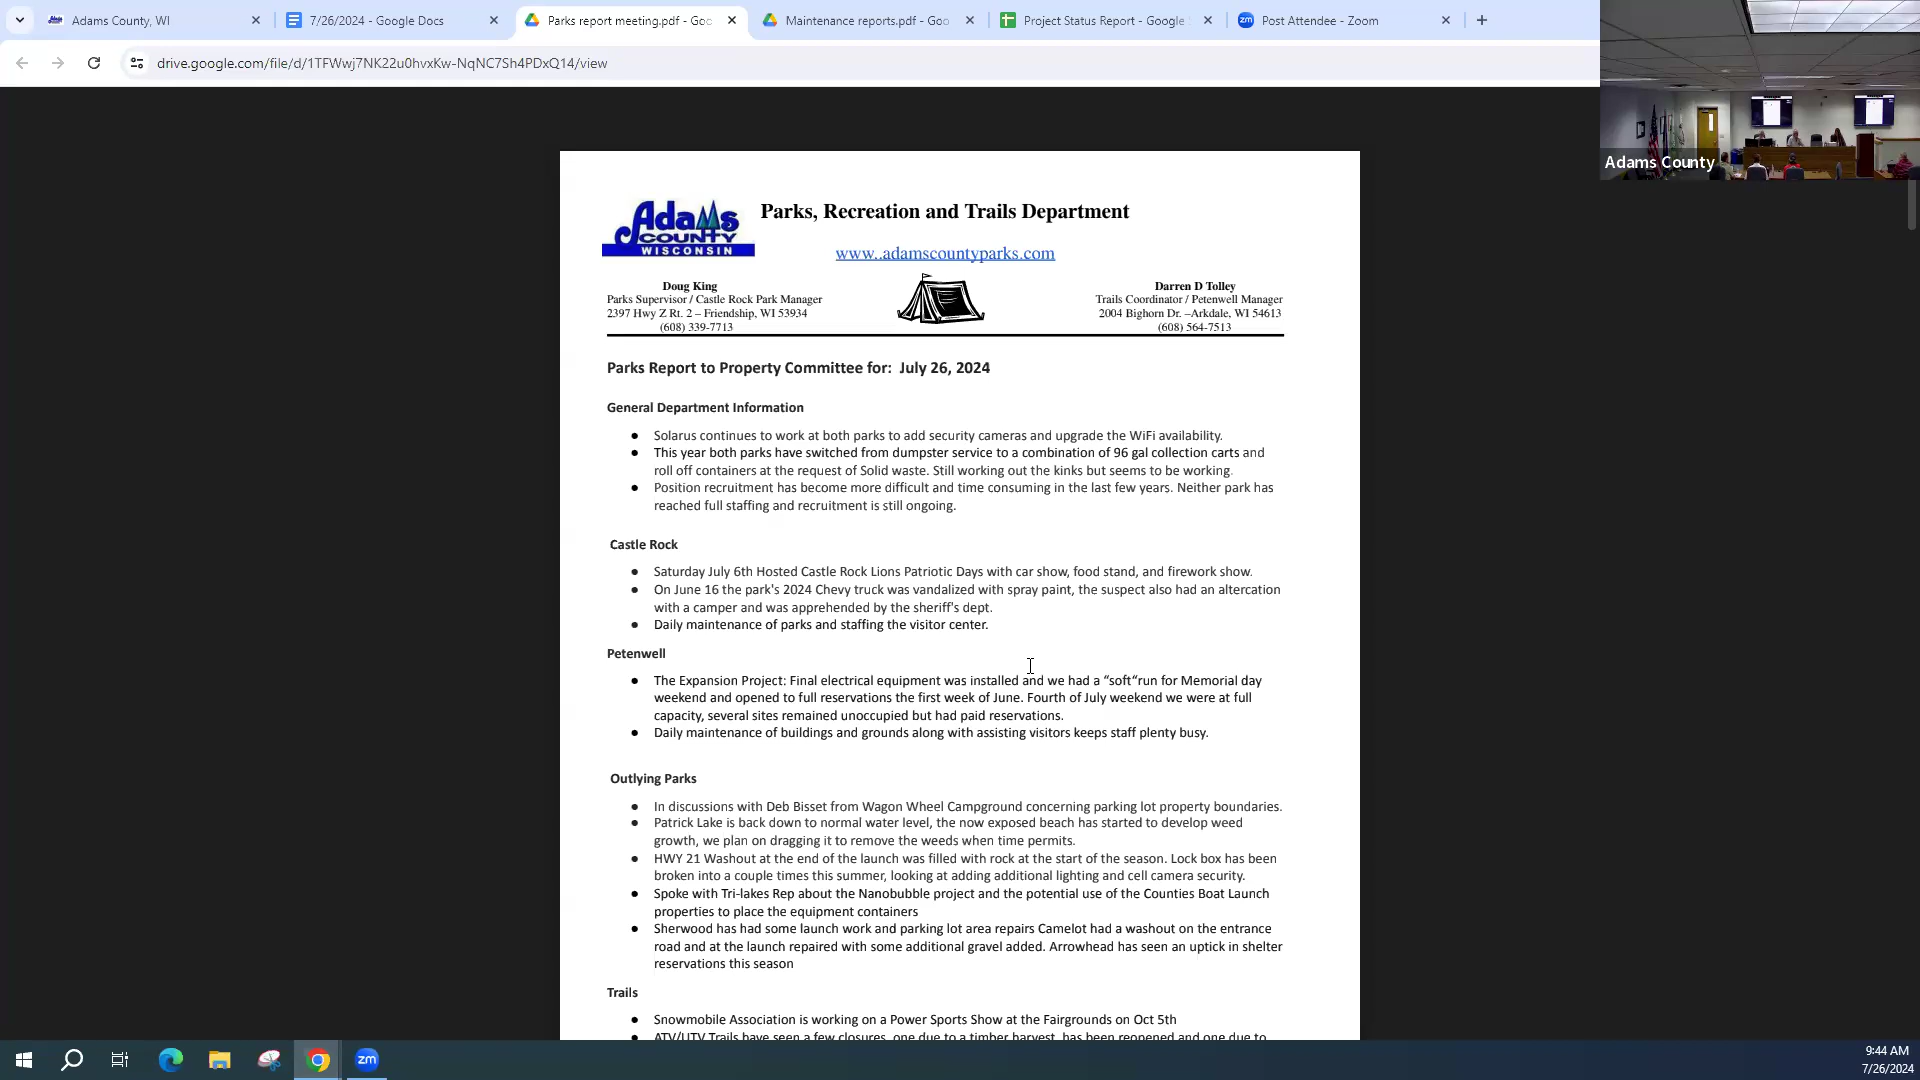 Adams County, WI
7/26/2024 - Google Docs
Parks report meeting.pdf - Goo
Maintenance reports.pdf - Goo
Project Status Report - Google S
zm Post Attendee - Zoom
drive.google.com/file/d/1TFWwj7NK22u0hvxKw-NqNC7Sh4PDxQ14/view
Adams County
Adams
COUNTY
WISCONSIN
Parks, Recreation and Trails Department
www..adamscountyparks.com
Doug King
Parks Supervisor / Castle Rock Park Manager
2397 Hwy Z Rt. 2 – Friendship, WI 53934
(608) 339-7713
Darren D Tolley
Trails Coordinator / Petenwell Manager
2004 Bighorn Dr. –Arkdale, WI 54613
(608) 564-7513
Parks Report to Property Committee for:  July 26, 2024
General Department Information
● Solarus continues to work at both parks to add security cameras and upgrade the WiFi availability.
● This year both parks have switched from dumpster service to a combination of 96 gal collection carts and
roll off containers at the request of Solid waste. Still working out the kinks but seems to be working.
● Position recruitment has become more difficult and time consuming in the last few years. Neither park has
reached full staffing and recruitment is still ongoing.
Castle Rock
● Saturday July 6th Hosted Castle Rock Lions Patriotic Days with car show, food stand, and firework show.
● On June 16 the park's 2024 Chevy truck was vandalized with spray paint, the suspect also had an altercation
with a camper and was apprehended by the sheriff's dept.
● Daily maintenance of parks and staffing the visitor center.
Petenwell
● The Expansion Project: Final electrical equipment was installed and we had a “soft“run for Memorial day
weekend and opened to full reservations the first week of June. Fourth of July weekend we were at full
capacity, several sites remained unoccupied but had paid reservations.
● Daily maintenance of buildings and grounds along with assisting visitors keeps staff plenty busy.
Outlying Parks
● In discussions with Deb Bisset from Wagon Wheel Campground concerning parking lot property boundaries.
● Patrick Lake is back down to normal water level, the now exposed beach has started to develop weed
growth, we plan on dragging it to remove the weeds when time permits.
● HWY 21 Washout at the end of the launch was filled with rock at the start of the season. Lock box has been
broken into a couple times this summer, looking at adding additional lighting and cell camera security.
● Spoke with Tri-lakes Rep about the Nanobubble project and the potential use of the Counties Boat Launch
properties to place the equipment containers
● Sherwood has had some launch work and parking lot area repairs Camelot had a washout on the entrance
road and at the launch repaired with some additional gravel added. Arrowhead has seen an uptick in shelter
reservations this season
Trails
● Snowmobile Association is working on a Power Sports Show at the Fairgrounds on Oct 5th
● ATV/UTV Trails have seen a few closures, one due to a timber harvest, has been reopened and one due to
zm
9:44 AM
7/26/2024